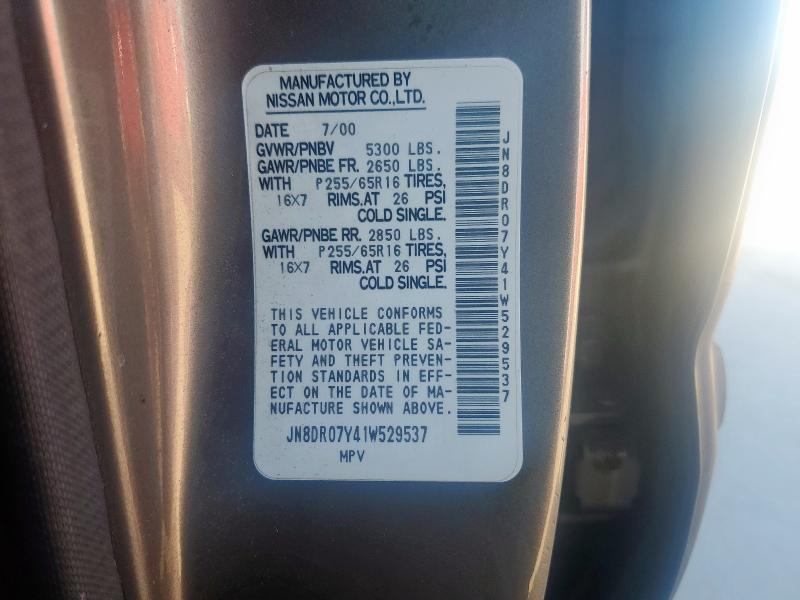 MANUFACTURED BY
NISSAN MOTOR CO.,LTD.
DATE 7/00
GVWR/PNBV 5300 LBS.
GAWR/PNBE FR. 2650 LBS.
WITH P255/65R16 TIRES,
16X7 RIMS.AT 26 PSI
COLD SINGLE.
GAWR/PNBE RR. 2850 LBS.
WITH P255/65R16 TIRES,
16X7 RIMS.AT 26 PSI
COLD SINGLE.
THIS VEHICLE CONFORMS
TO ALL APPLICABLE FED-
ERAL MOTOR VEHICLE SA-
FETY AND THEFT PREVEN-
TION STANDARDS IN EFF-
ECT ON THE DATE OF MA-
NUFACTURE SHOWN ABOVE.
JN8DR07Y41W529537
MPV
JN8DR07Y41W529537